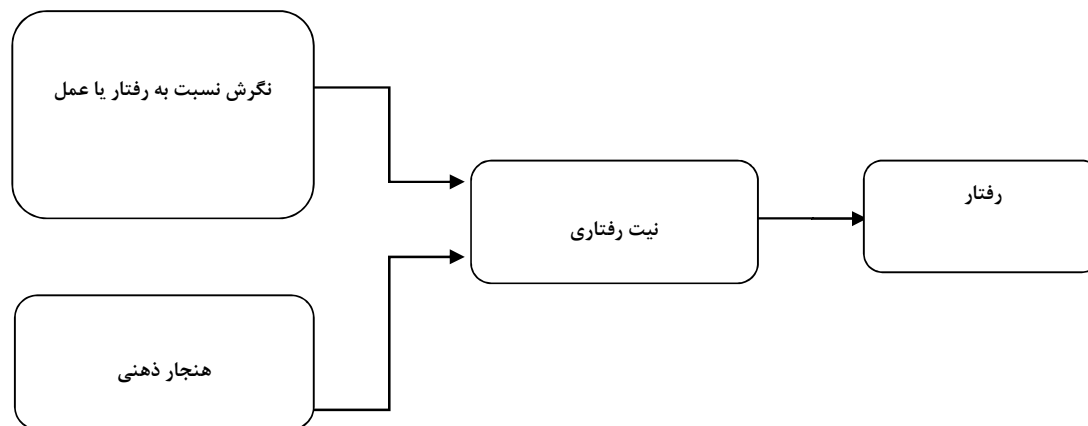 نگرش نسبت به رفتار یا عمل
نیت رفتاری
رفتار
هنجار ذهنی